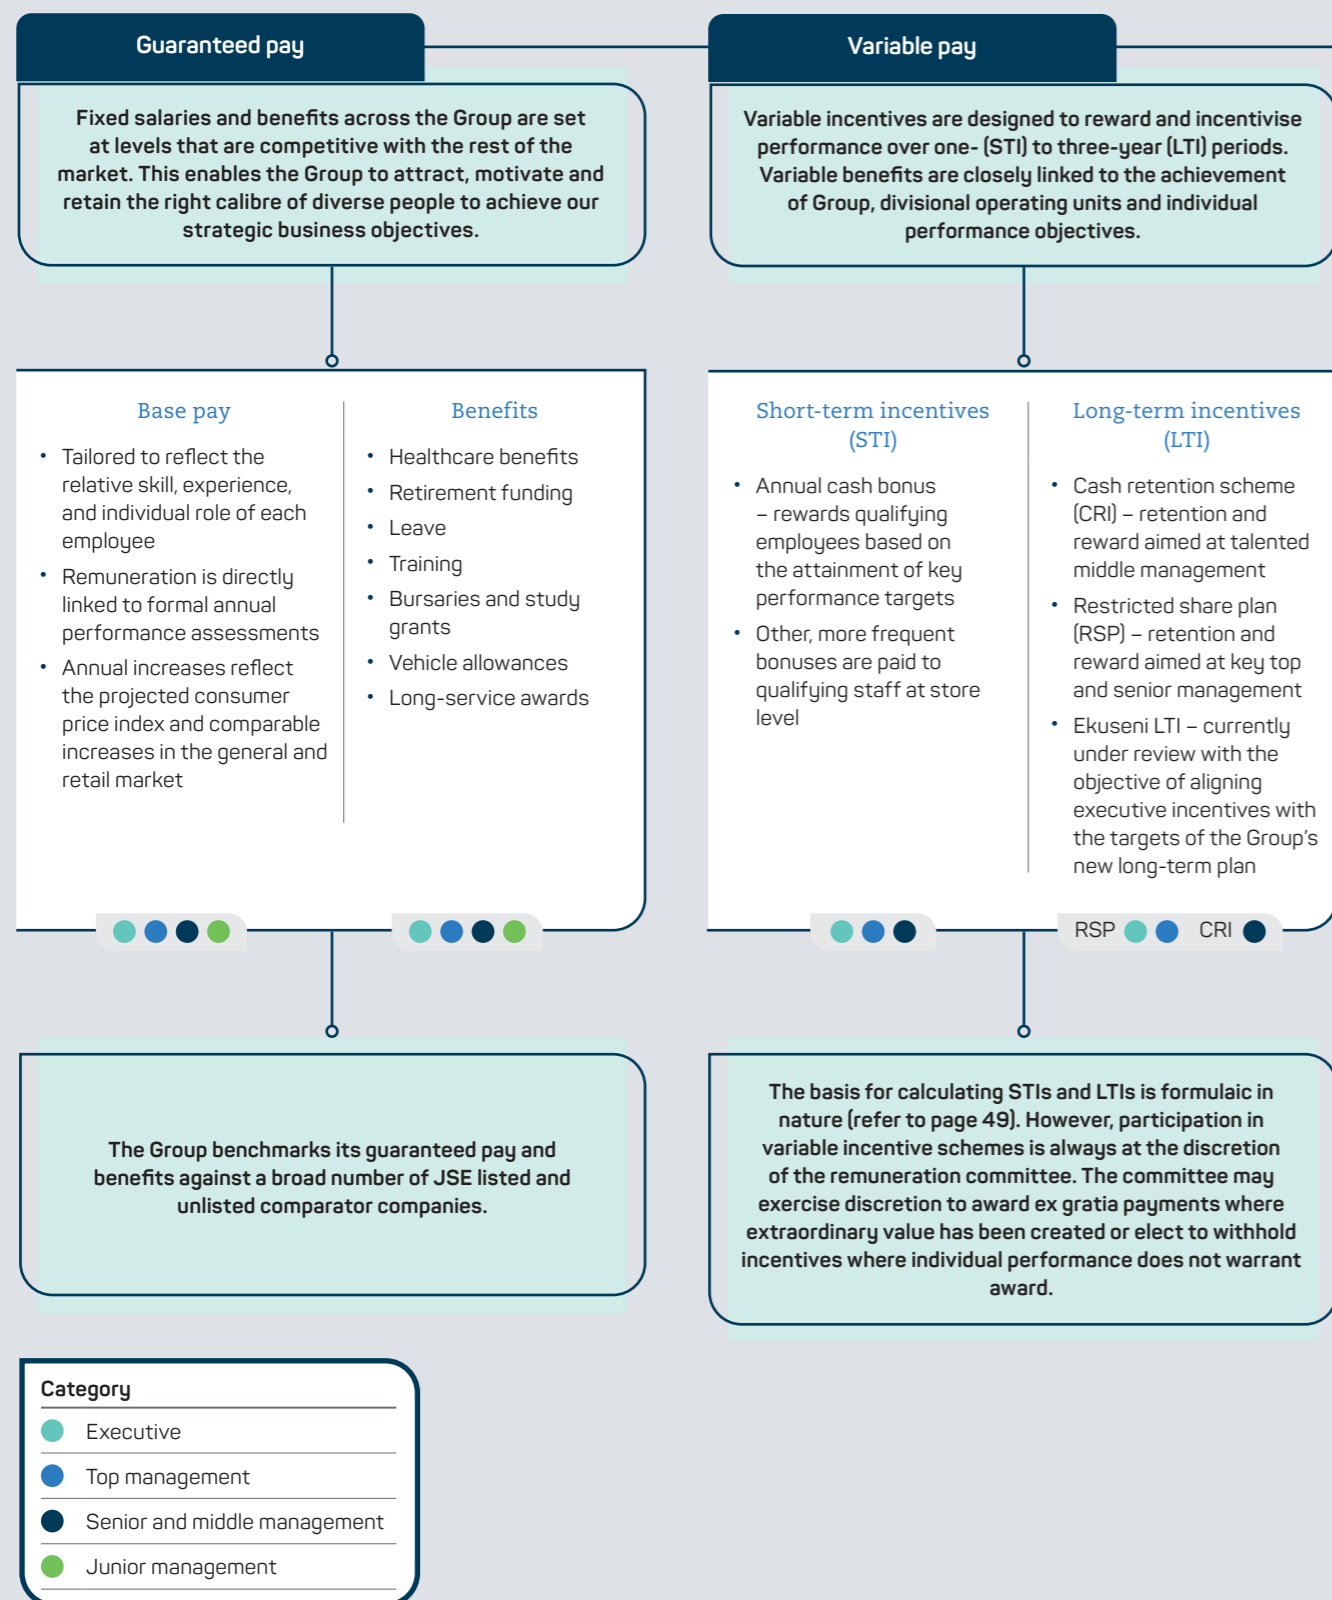 Guaranteed pay
Fixed salaries and benefits across the Group are set
at levels that are competitive with the rest of the
market. This enables the Group to attract, motivate and
retain the right calibre of diverse people to achieve our
strategic business objectives.
Base pay
• Tailored to reflect the
relative skill, experience,
and individual role of each
employee
• Remuneration is directly
linked to formal annual
performance assessments
• Annual increases reflect
the projected consumer
price index and comparable
increases in the general and
retail market
Benefits
• Healthcare benefits
• Retirement funding
• Leave
• Training
• Bursaries and study
grants
• Vehicle allowances
• Long-service awards
The Group benchmarks its guaranteed pay and
benefits against a broad number of JSE listed and
unlisted comparator companies.
Variable pay
Variable incentives are designed to reward and incentivise
performance over one- (STI) to three-year (LTI) periods.
Variable benefits are closely linked to the achievement
of Group, divisional operating units and individual
performance objectives.
Short-term incentives
(STI)
• Annual cash bonus
– rewards qualifying
employees based on
the attainment of key
performance targets
• Other, more frequent
bonuses are paid to
qualifying staff at store
level
Long-term incentives
(LTI)
• Cash retention scheme
(CRI) – retention and
reward aimed at talented
middle management
• Restricted share plan
(RSP) – retention and
reward aimed at key top
and senior management
• Ekuseni LTI – currently
under review with the
objective of aligning
executive incentives with
the targets of the Group's
new long-term plan
RSP CRI
The basis for calculating STIs and LTIs is formulaic in
nature (refer to page 49). However, participation in
variable incentive schemes is always at the discretion
of the remuneration committee. The committee may
exercise discretion to award ex gratia payments where
extraordinary value has been created or elect to withhold
incentives where individual performance does not warrant
award.
Category
Executive
Top management
Senior and middle management
Junior management